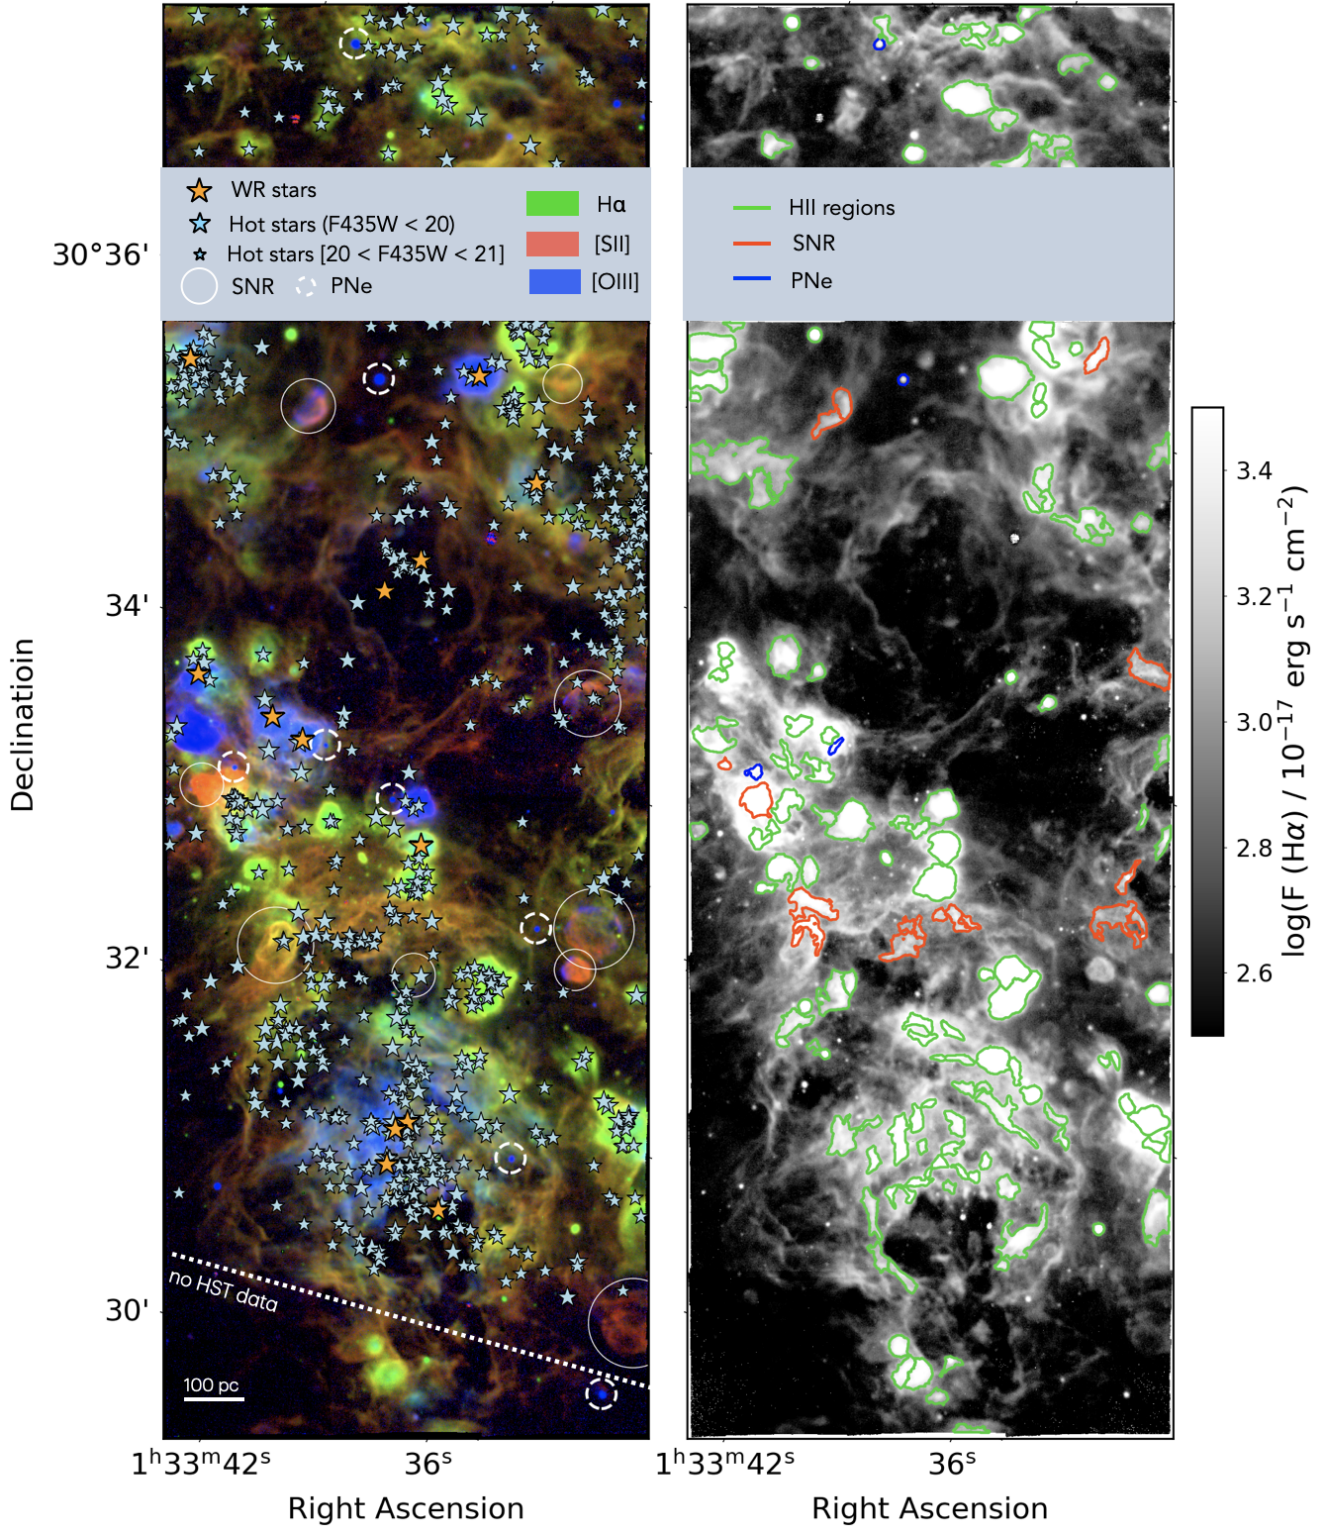 WR stars
Hot stars (F435W < 20)
Hot stars [20 < F435W < 21]
SNR PNe
Hα
[SII]
[OIII]
HII regions
SNR
PNe
30°36'
34'
32'
30'
Declination
no HST data
100 pc
1ʰ33ᵐ42ˢ 36ˢ
Right Ascension
1ʰ33ᵐ42ˢ 36ˢ
Right Ascension
3.4
3.2
3.0
2.8
2.6
log(F (Hα) / 10⁻¹⁷ erg s⁻¹ cm⁻²)